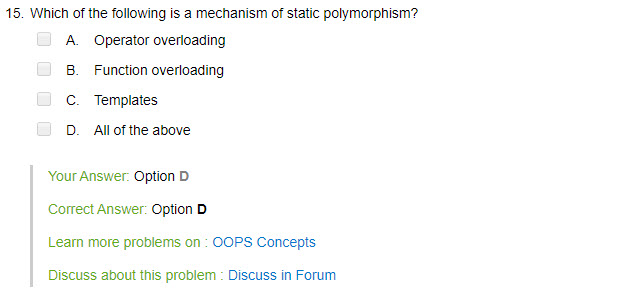 15. Which of the following is a mechanism of static polymorphism?
A. Operator overloading
B. Function overloading
C. Templates
D. All of the above
Your Answer: Option D
Correct Answer: Option D
Learn more problems on : OOPS Concepts
Discuss about this problem : Discuss in Forum